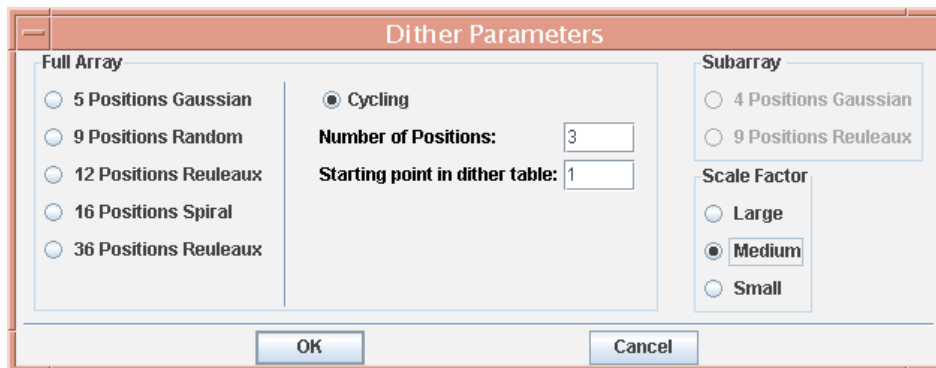 Dither Parameters
Full Array
5 Positions Gaussian
9 Positions Random
12 Positions Reuleaux
16 Positions Spiral
36 Positions Reuleaux
Cycling
Number of Positions: 3
Starting point in dither table: 1
Subarray
4 Positions Gaussian
9 Positions Reuleaux
Scale Factor
Large
Medium
Small
OK
Cancel